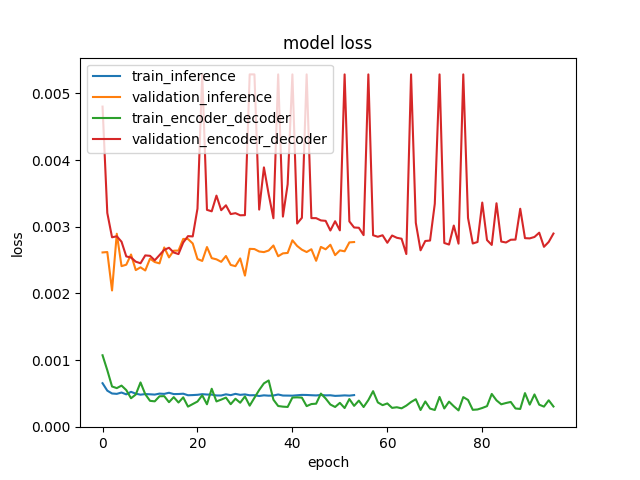 model loss
train_inference
validation_inference
train_encoder_decoder
validation_encoder_decoder
loss
0.005
0.004
0.003
0.002
0.001
0.000
0 20 40 60 80
epoch